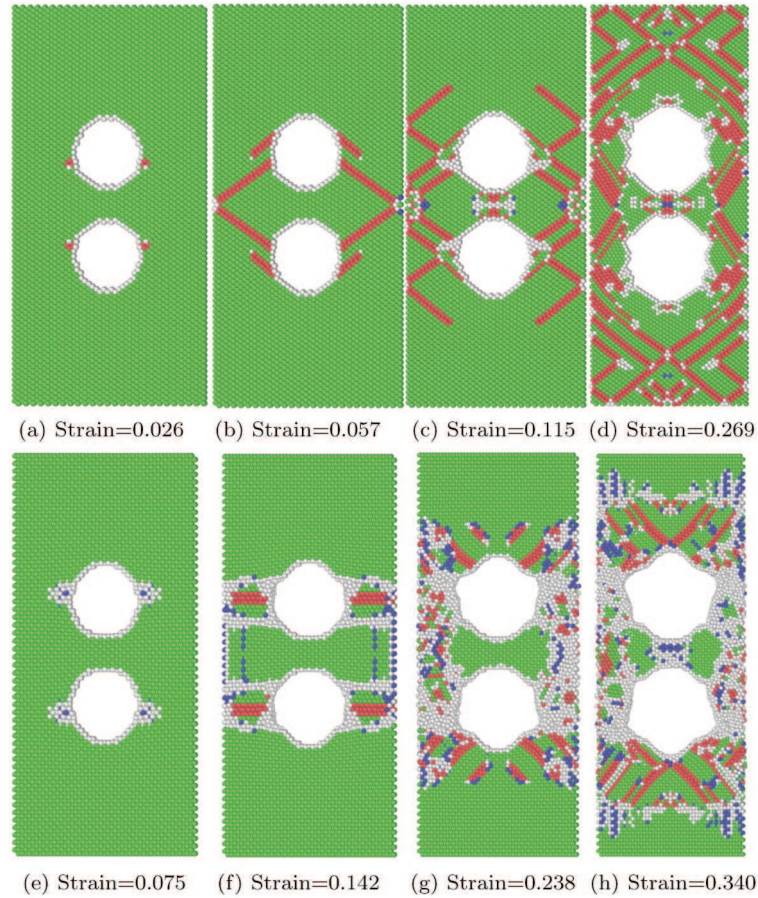 (a) Strain=0.026 (b) Strain=0.057 (c) Strain=0.115 (d) Strain=0.269
(e) Strain=0.075 (f) Strain=0.142 (g) Strain=0.238 (h) Strain=0.340